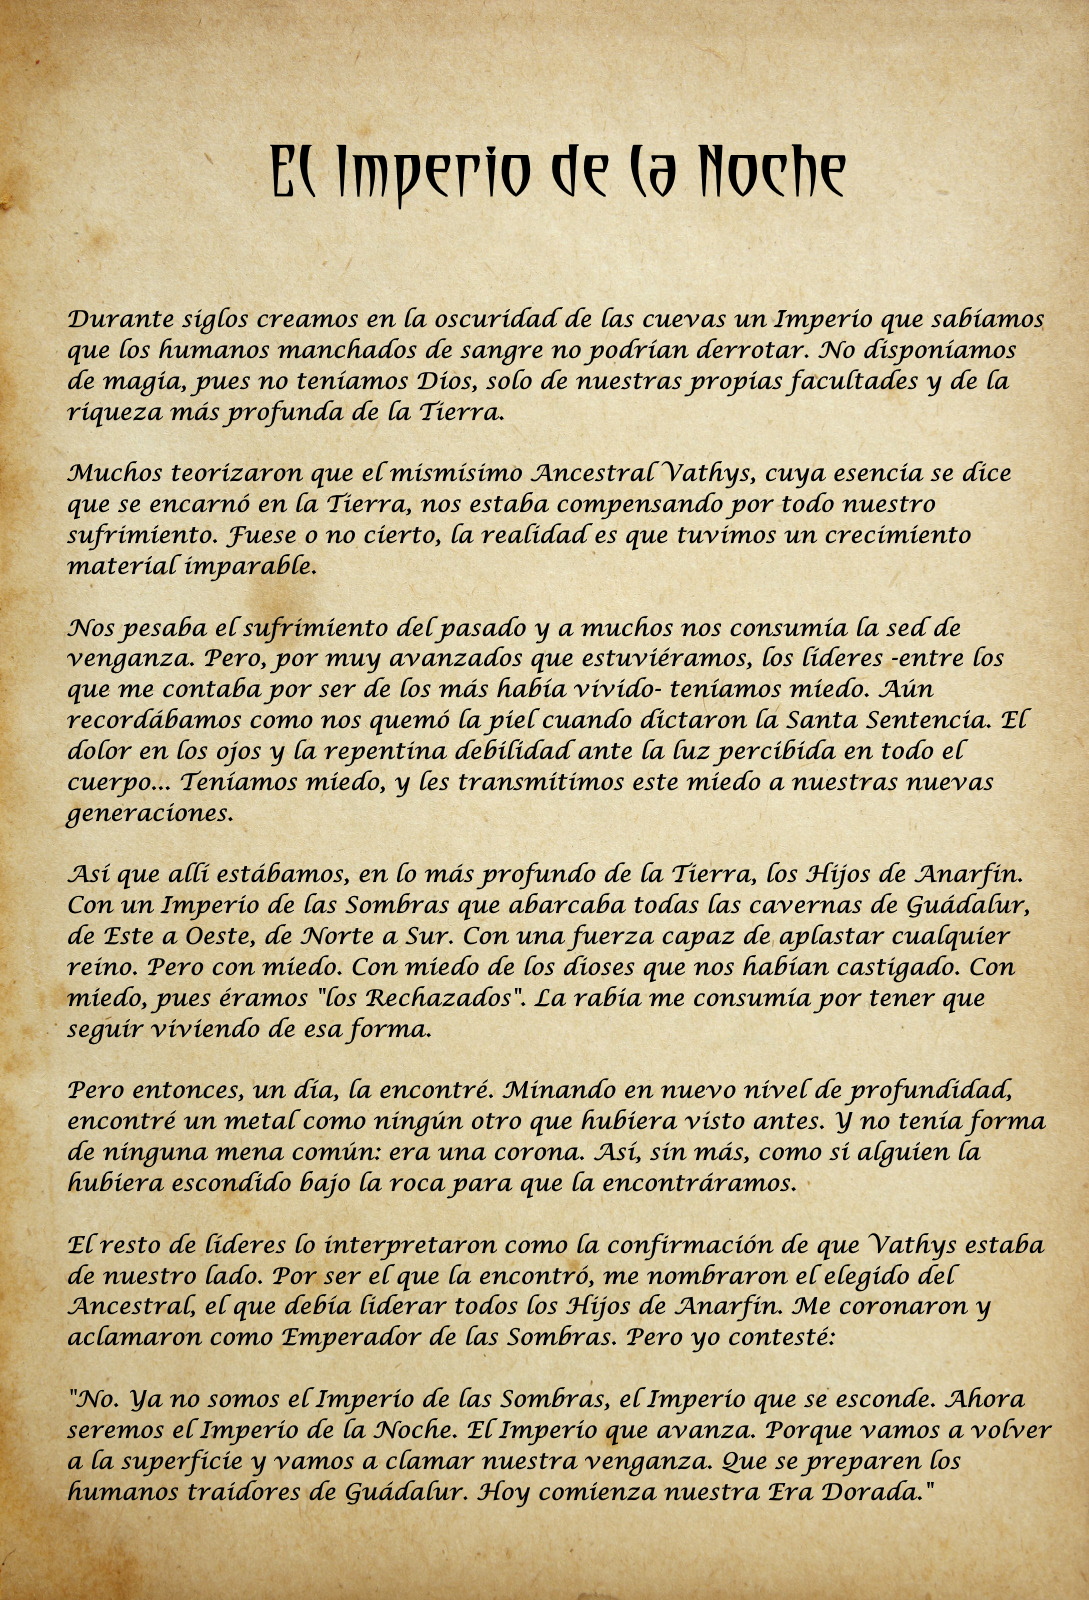 El Imperio de la Noche
Durante siglos creamos en la oscuridad de las cuevas un Imperio que sabíamos
que los humanos manchados de sangre no podrían derrotar. No disponíamos
de magia, pues no teníamos Dios, solo de nuestras propias facultades y de la
riqueza más profunda de la Tierra.
Muchos teorizaron que el mismísimo Ancestral Vathys, cuya esencia se dice
que se encarnó en la Tierra, nos estaba compensando por todo nuestro
sufrimiento. Fuese o no cierto, la realidad es que tuvimos un crecimiento
material imparable.
Nos pesaba el sufrimiento del pasado y a muchos nos consumía la sed de
venganza. Pero, por muy avanzados que estuviéramos, los líderes -entre los
que me contaba por ser de los más había vivido- teníamos miedo. Aún
recordábamos como nos quemó la piel cuando dictaron la Santa Sentencia. El
dolor en los ojos y la repentina debilidad ante la luz percibida en todo el
cuerpo... Teníamos miedo, y les transmitimos este miedo a nuestras nuevas
generaciones.
Así que allí estábamos, en lo más profundo de la Tierra, los Hijos de Anarfin.
Con un Imperio de las Sombras que abarcaba todas las cavernas de Guádalur,
de Este a Oeste, de Norte a Sur. Con una fuerza capaz de aplastar cualquier
reino. Pero con miedo. Con miedo de los dioses que nos habían castigado. Con
miedo, pues éramos "los Rechazados". La rabia me consumía por tener que
seguir viviendo de esa forma.
Pero entonces, un día, la encontré. Minando en nuevo nivel de profundidad,
encontré un metal como ningún otro que hubiera visto antes. Y no tenía forma
de ninguna mena común: era una corona. Así, sin más, como si alguien la
hubiera escondido bajo la roca para que la encontráramos.
El resto de líderes lo interpretaron como la confirmación de que Vathys estaba
de nuestro lado. Por ser el que la encontró, me nombraron el elegido del
Ancestral, el que debía liderar todos los Hijos de Anarfin. Me coronaron y
aclamaron como Emperador de las Sombras. Pero yo contesté:
"No. Ya no somos el Imperio de las Sombras, el Imperio que se esconde. Ahora
seremos el Imperio de la Noche. El Imperio que avanza. Porque vamos a volver
a la superficie y vamos a clamar nuestra venganza. Que se preparen los
humanos traidores de Guádalur. Hoy comienza nuestra Era Dorada."